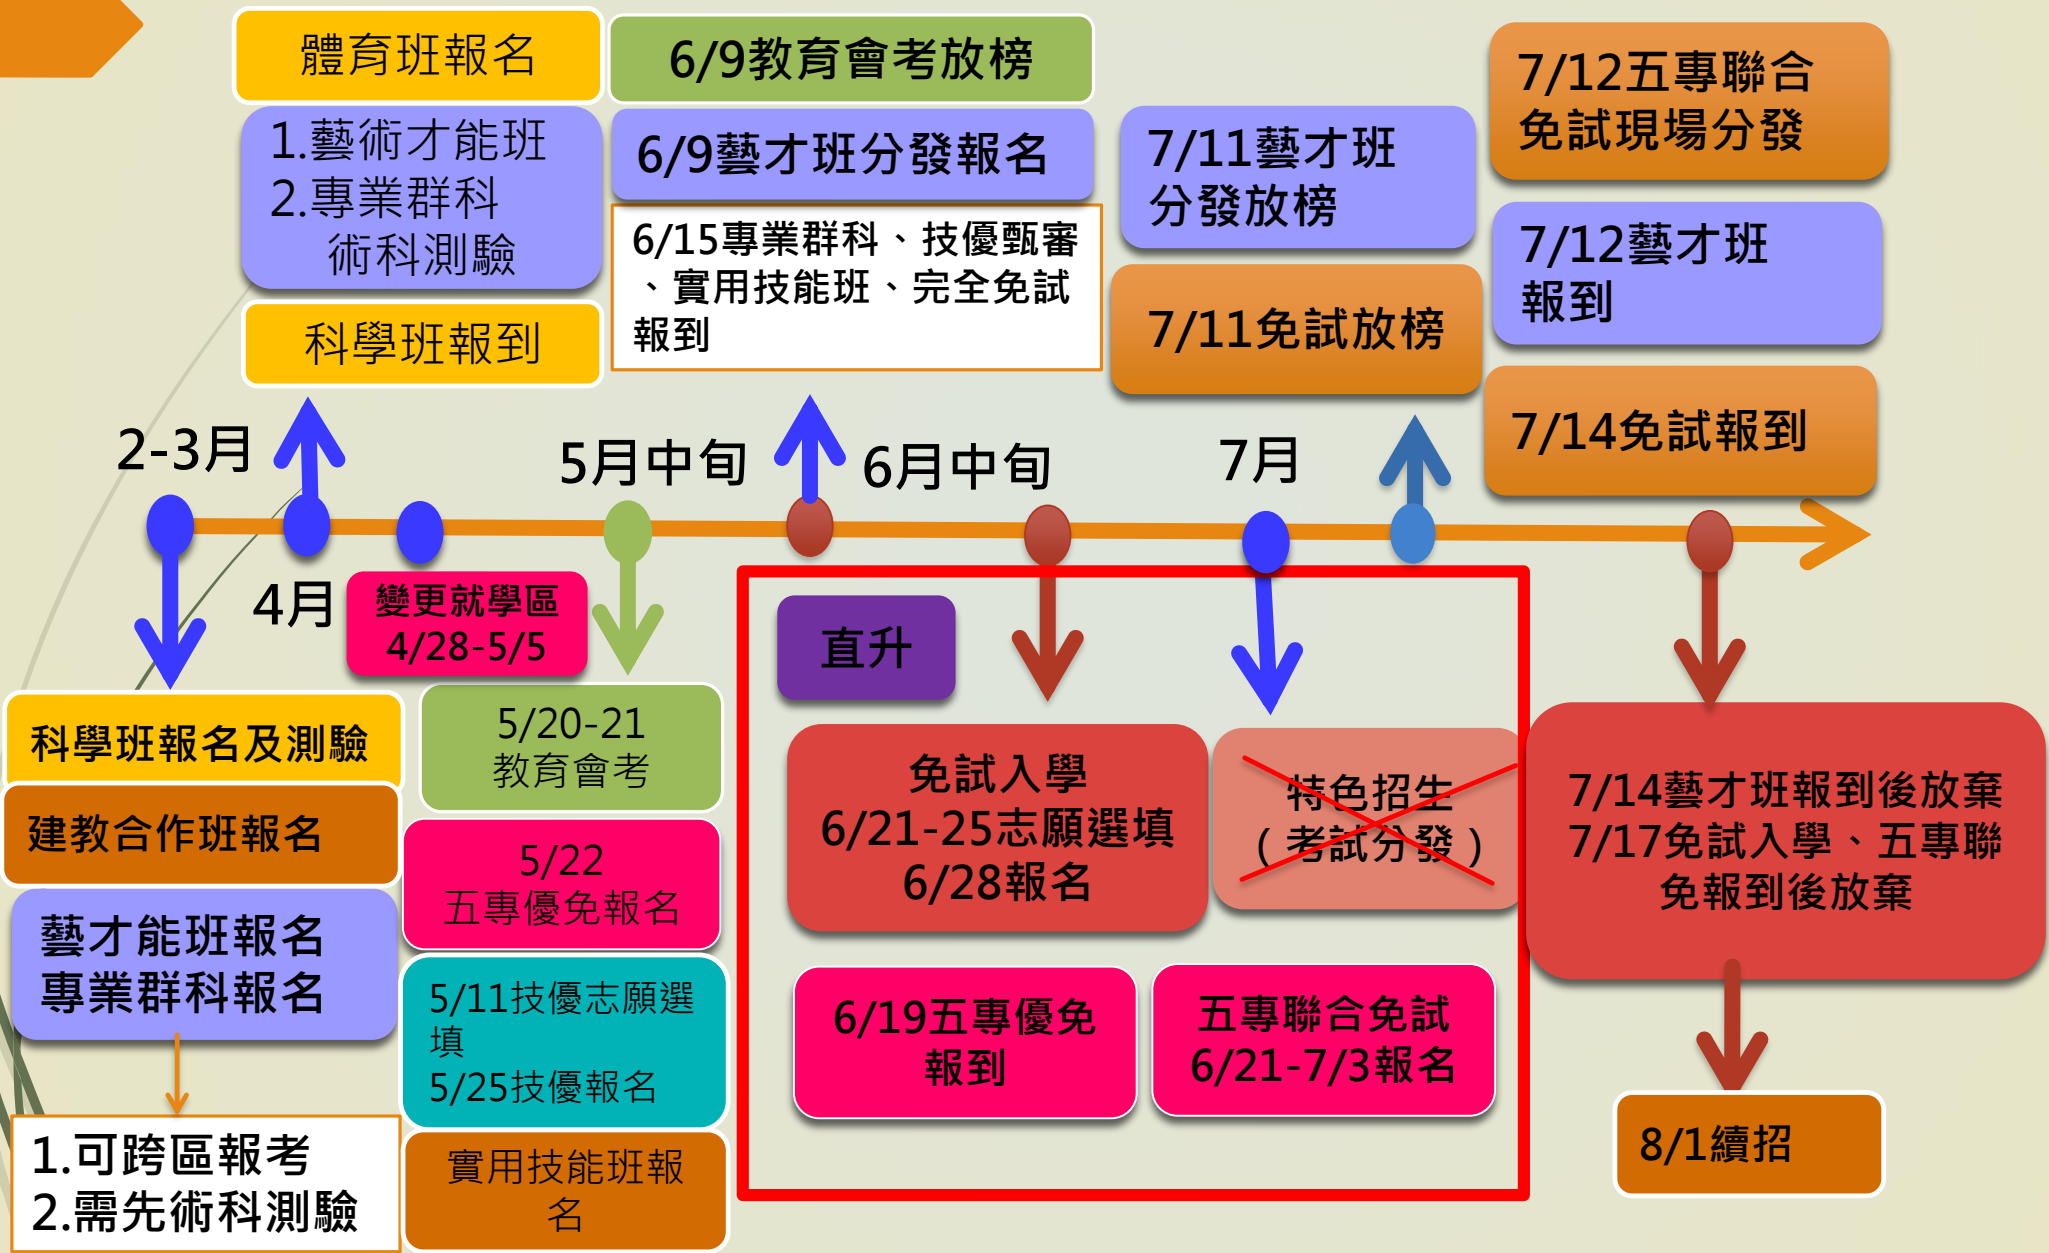 體育班報名
1.藝術才能班
2.專業群科
術科測驗
科學班報到
6/9教育會考放榜
6/9藝才班分發報名
6/15專業群科、技優甄審
、實用技能班、完全免試
報到
7/11藝才班
分發放榜
7/11免試放榜
7/12五專聯合
免試現場分發
7/12藝才班
報到
7/14免試報到
2-3月
5月中旬
6月中旬
7月
4月
變更就學區
4/28-5/5
科學班報名及測驗
建教合作班報名
藝才能班報名
專業群科報名
1.可跨區報考
2.需先術科測驗
5/20-21
教育會考
5/22
五專優免報名
5/11技優志願選
填
5/25技優報名
實用技能班報
名
直升
免試入學
6/21-25志願選填
6/28報名
特色招生
(考試分發)
6/19五專優免
報到
五專聯合免試
6/21-7/3報名
7/14藝才班報到後放棄
7/17免試入學、五專聯
免報到後放棄
8/1續招